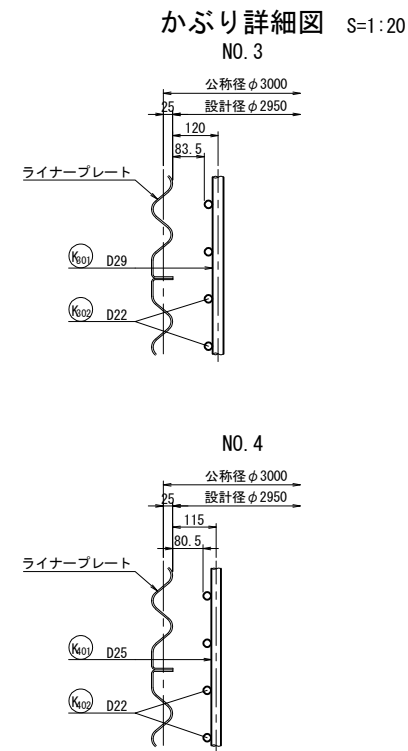 かぶり詳細図 S=1:20
NO.3
公称径φ3000
25 設計径φ2950
120
83.5
ライナープレート
K301 D29
K302 D22
NO.4
公称径φ3000
25 設計径φ2950
115
80.5
ライナープレート
K401 D25
K402 D22